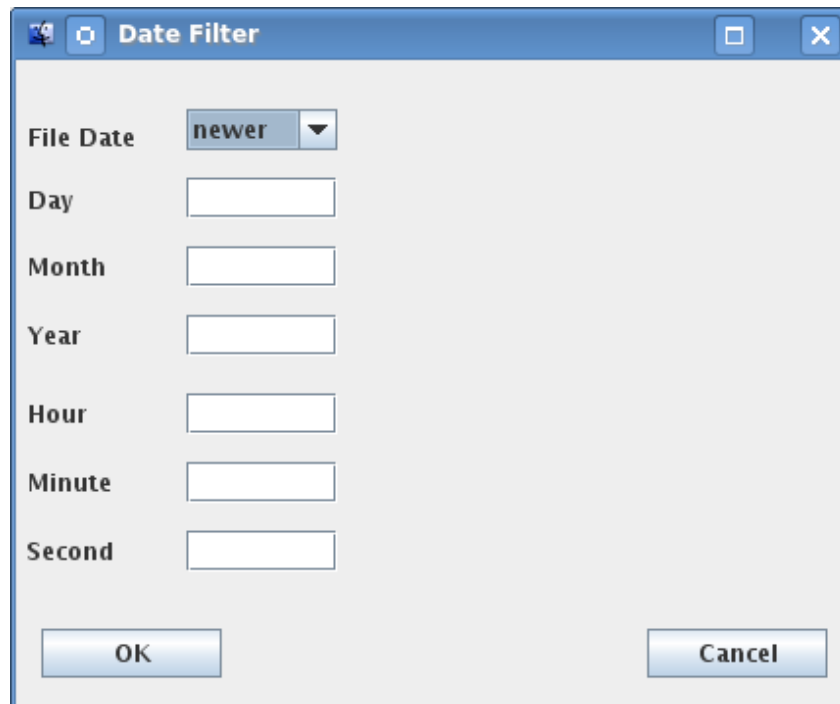 Date Filter
File Date newer
Day
Month
Year
Hour
Minute
Second
OK Cancel